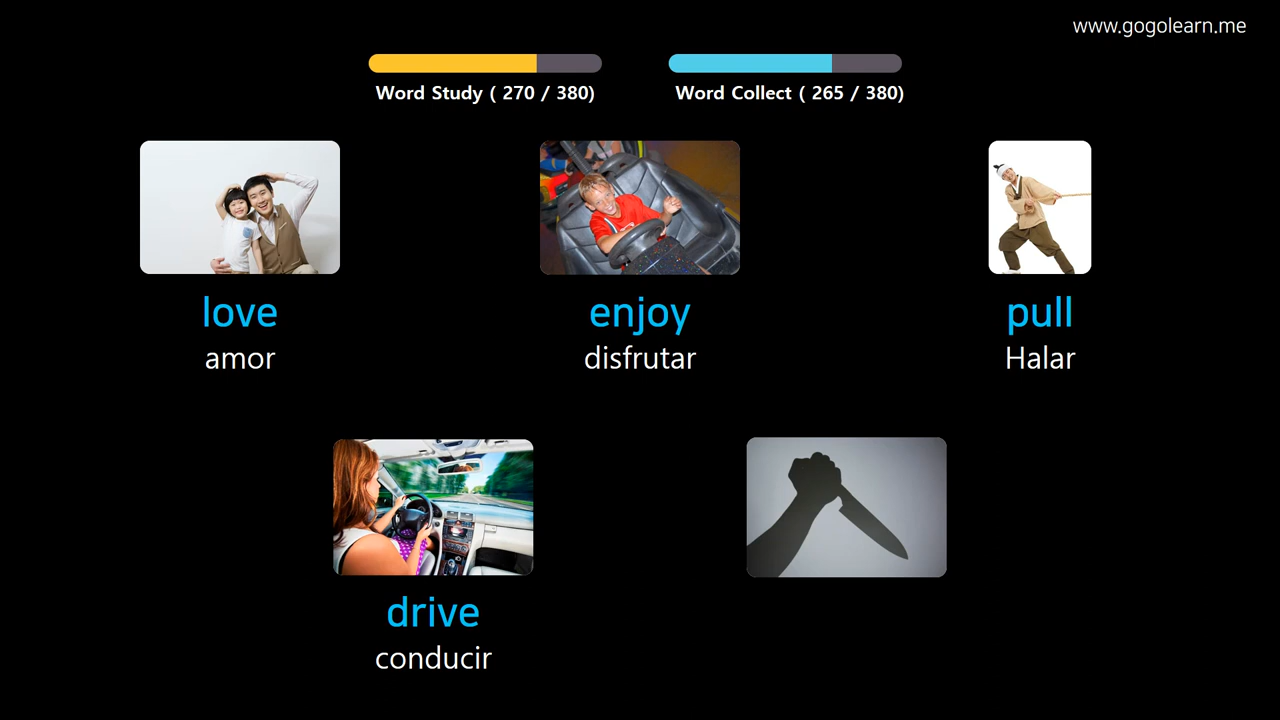 www.gogolearn.me
Word Study ( 270 / 380)
Word Collect ( 265 / 380)
love
amor
enjoy
disfrutar
pull
Halar
drive
conducir